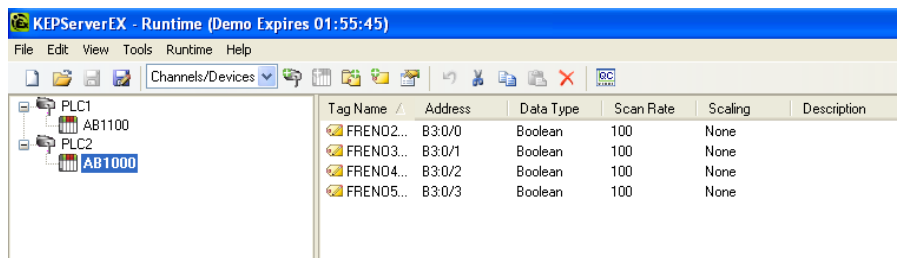 KEPServerEX - Runtime (Demo Expires 01:55:45)
File Edit View Tools Runtime Help
Channels/Devices
QC
PLC1
AB1100
PLC2
AB1000
Tag Name Address Data Type Scan Rate Scaling Description
FRENO2... B3:0/0 Boolean 100 None
FRENO3... B3:0/1 Boolean 100 None
FRENO4... B3:0/2 Boolean 100 None
FRENO5... B3:0/3 Boolean 100 None